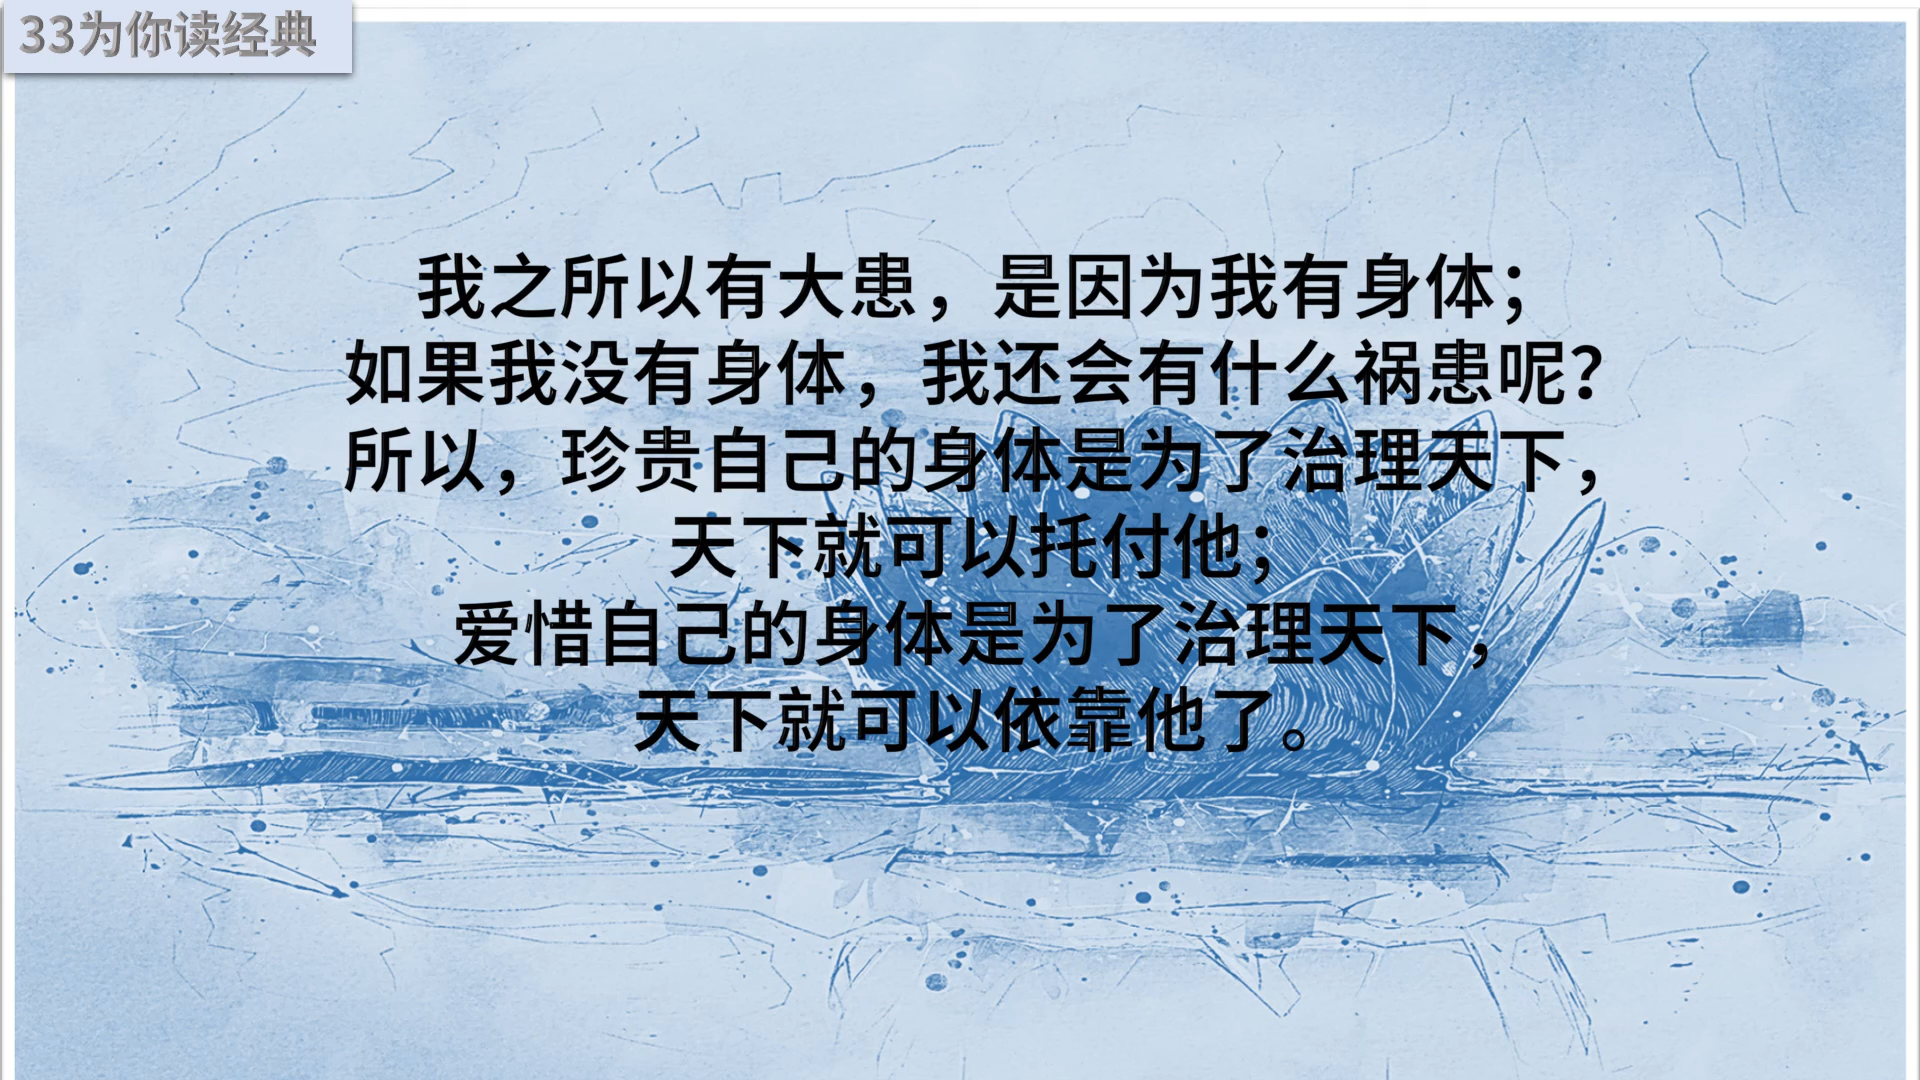 33为你读经典
我之所以有大患，是因为我有身体；
如果我没有身体，我还会有什么祸患呢？
所以，珍贵自己的身体是为了治理天下，
天下就可以托付他；
爱惜自己的身体是为了治理天下，
天下就可以依靠他了。